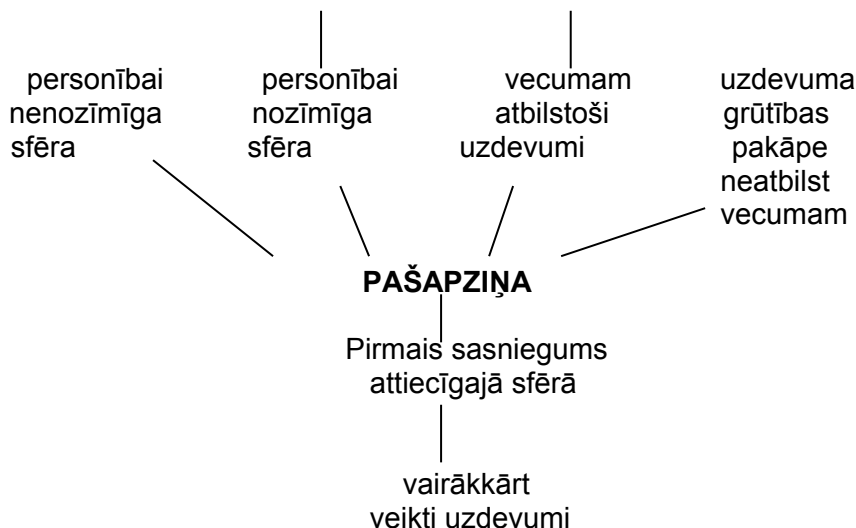 personībai
nenozīmīga
sfēra
personībai
nozīmīga
sfēra
vecumam
atbilstoši
uzdevumi
uzdevuma
grūtības
pakāpe
neatbilst
vecumam
PAŠAPZIŅA
Pirmais sasniegums
attiecīgajā sfērā
vairākkārt
veikti uzdevumi